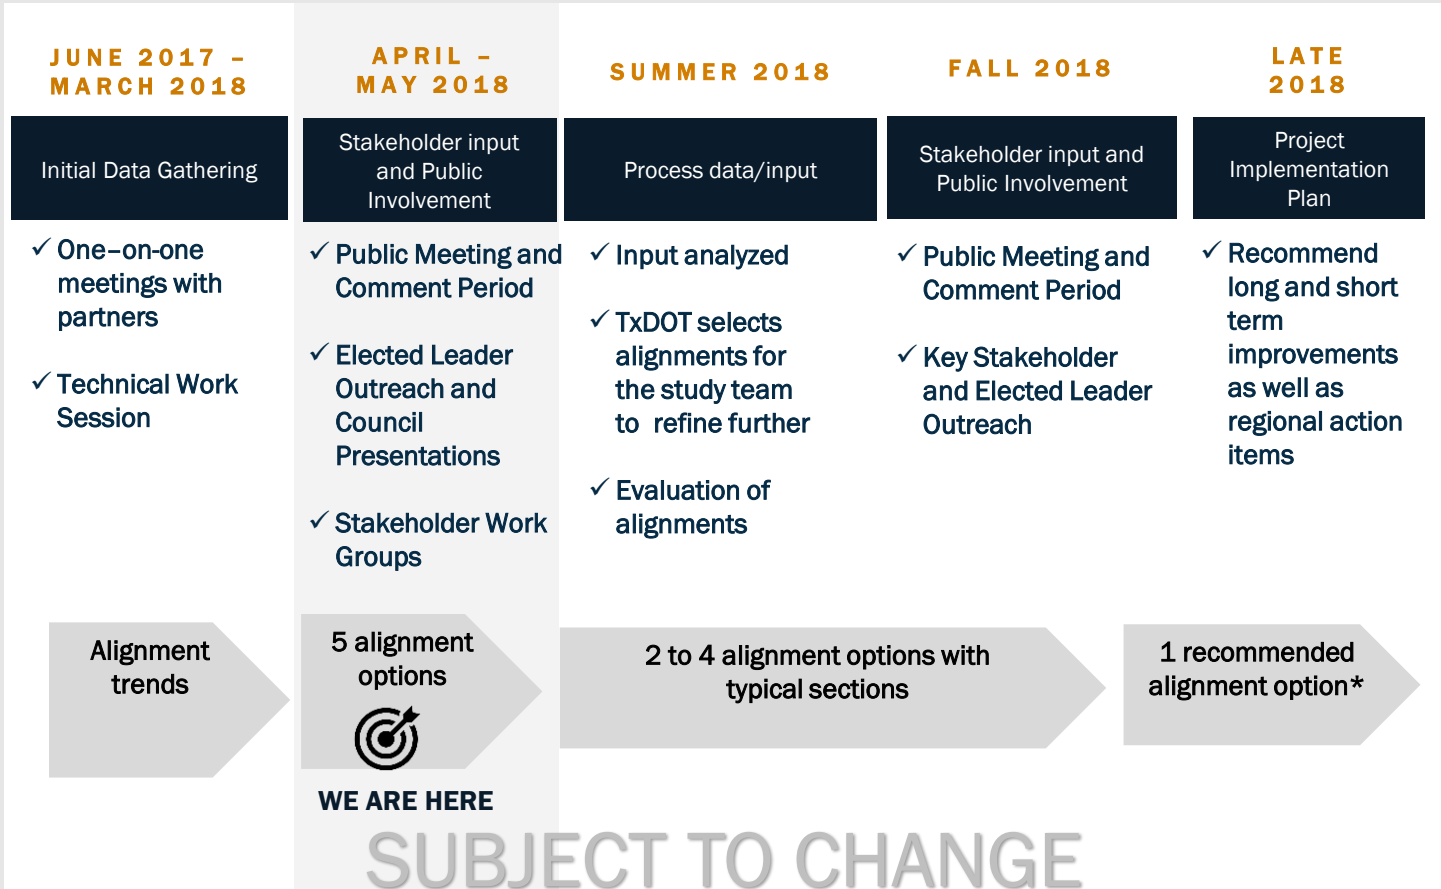 JUNE 2017 –
MARCH 2018
APRIL –
MAY 2018
SUMMER 2018
FALL 2018
LATE
2018
Initial Data Gathering
Stakeholder input
and Public
Involvement
Process data/input
Stakeholder input and
Public Involvement
Project
Implementation
Plan
✓ One–on-one
meetings with
partners
✓ Technical Work
Session
✓ Public Meeting and
Comment Period
✓ Elected Leader
Outreach and
Council
Presentations
✓ Stakeholder Work
Groups
✓ Input analyzed
✓ TxDOT selects
alignments for
the study team
to refine further
✓ Evaluation of
alignments
✓ Public Meeting and
Comment Period
✓ Key Stakeholder
and Elected Leader
Outreach
✓ Recommend
long and short
term
improvements
as well as
regional action
items
Alignment
trends
5 alignment
options
2 to 4 alignment options with
typical sections
1 recommended
alignment option*
WE ARE HERE
SUBJECT TO CHANGE